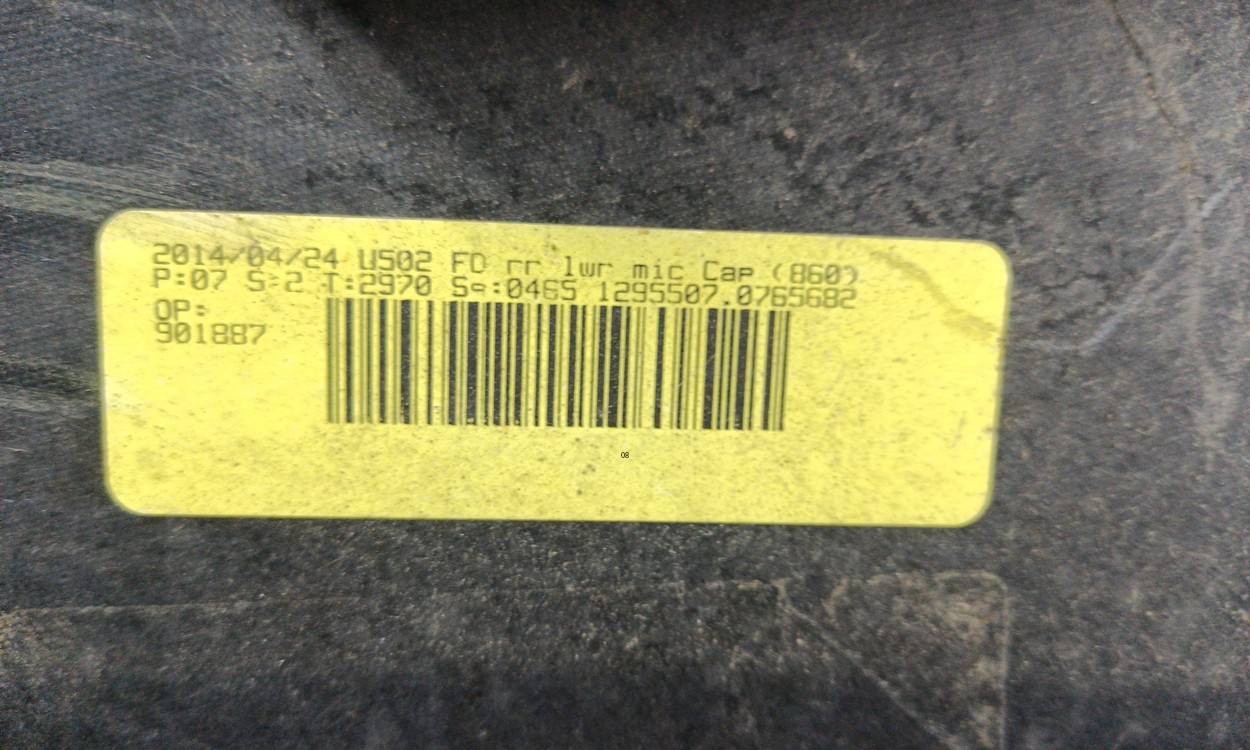 2014/04/24 U502 FD rr lwr mic Cap (860)
P:07 S:2 T:2970 Sq:0465 1295507.0765682
OP:
901887
08